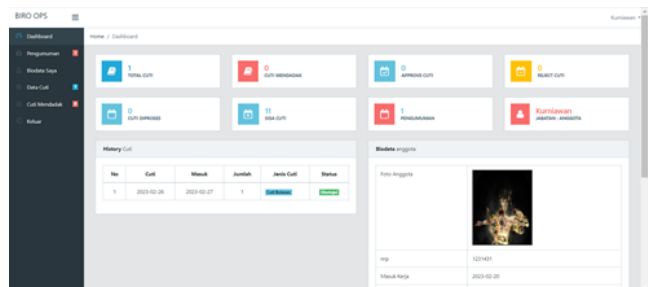 BIRO OPS
Kurniawan
Dashboard
Home / Dashboard
Pengumuman
Biodata Saya
Data Cuti
Cuti Mendadak
Keluar
1
TOTAL CUTI
0
CUTI MENDADAK
0
APPROVE CUTI
0
REJECT CUTI
0
CUTI DIPROSES
11
SISA CUTI
1
PENGUMUMAN
Kurniawan
JABATAN : ANGGOTA
History Cuti
No Cuti Masuk Jumlah Jenis Cuti Status
1 2023-02-26 2023-02-27 1 Cuti Bulanan
Biodata anggota
Foto Anggota
nrp 1231431
Masuk Kerja 2023-02-20